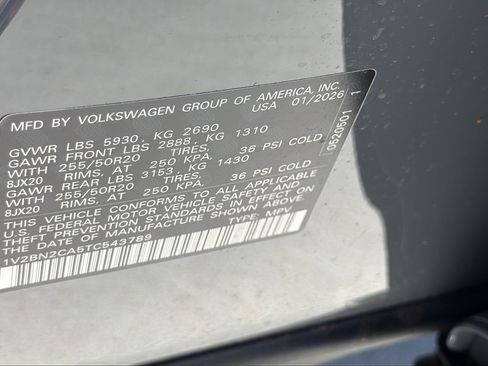 MFD BY VOLKSWAGEN GROUP OF AMERICA, INC.
USA 01/2026
GVWR LBS 5930, KG 2690
GAWR FRONT LBS 2888, KG 1310
WITH 255/50R20 TIRES,
8JX20 RIMS, AT 250 KPA, 36 PSI COLD
GAWR REAR LBS 3153, KG 1430
WITH 255/50R20 TIRES,
8JX20 RIMS, AT 250 KPA, 36 PSI COLD
THIS VEHICLE CONFORMS TO ALL APPLICABLE
U.S. FEDERAL MOTOR VEHICLE SAFETY AND
THEFT PREVENTION STANDARDS IN EFFECT ON
THE DATE OF MANUFACTURE SHOWN ABOVE.
1V2BN2CA5TC543789 TYPE: MPV
0520501 1